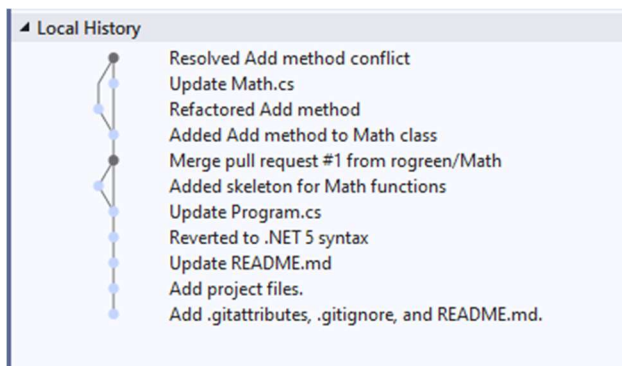 Local History
Resolved Add method conflict
Update Math.cs
Refactored Add method
Added Add method to Math class
Merge pull request #1 from rogreen/Math
Added skeleton for Math functions
Update Program.cs
Reverted to .NET 5 syntax
Update README.md
Add project files.
Add .gitattributes, .gitignore, and README.md.